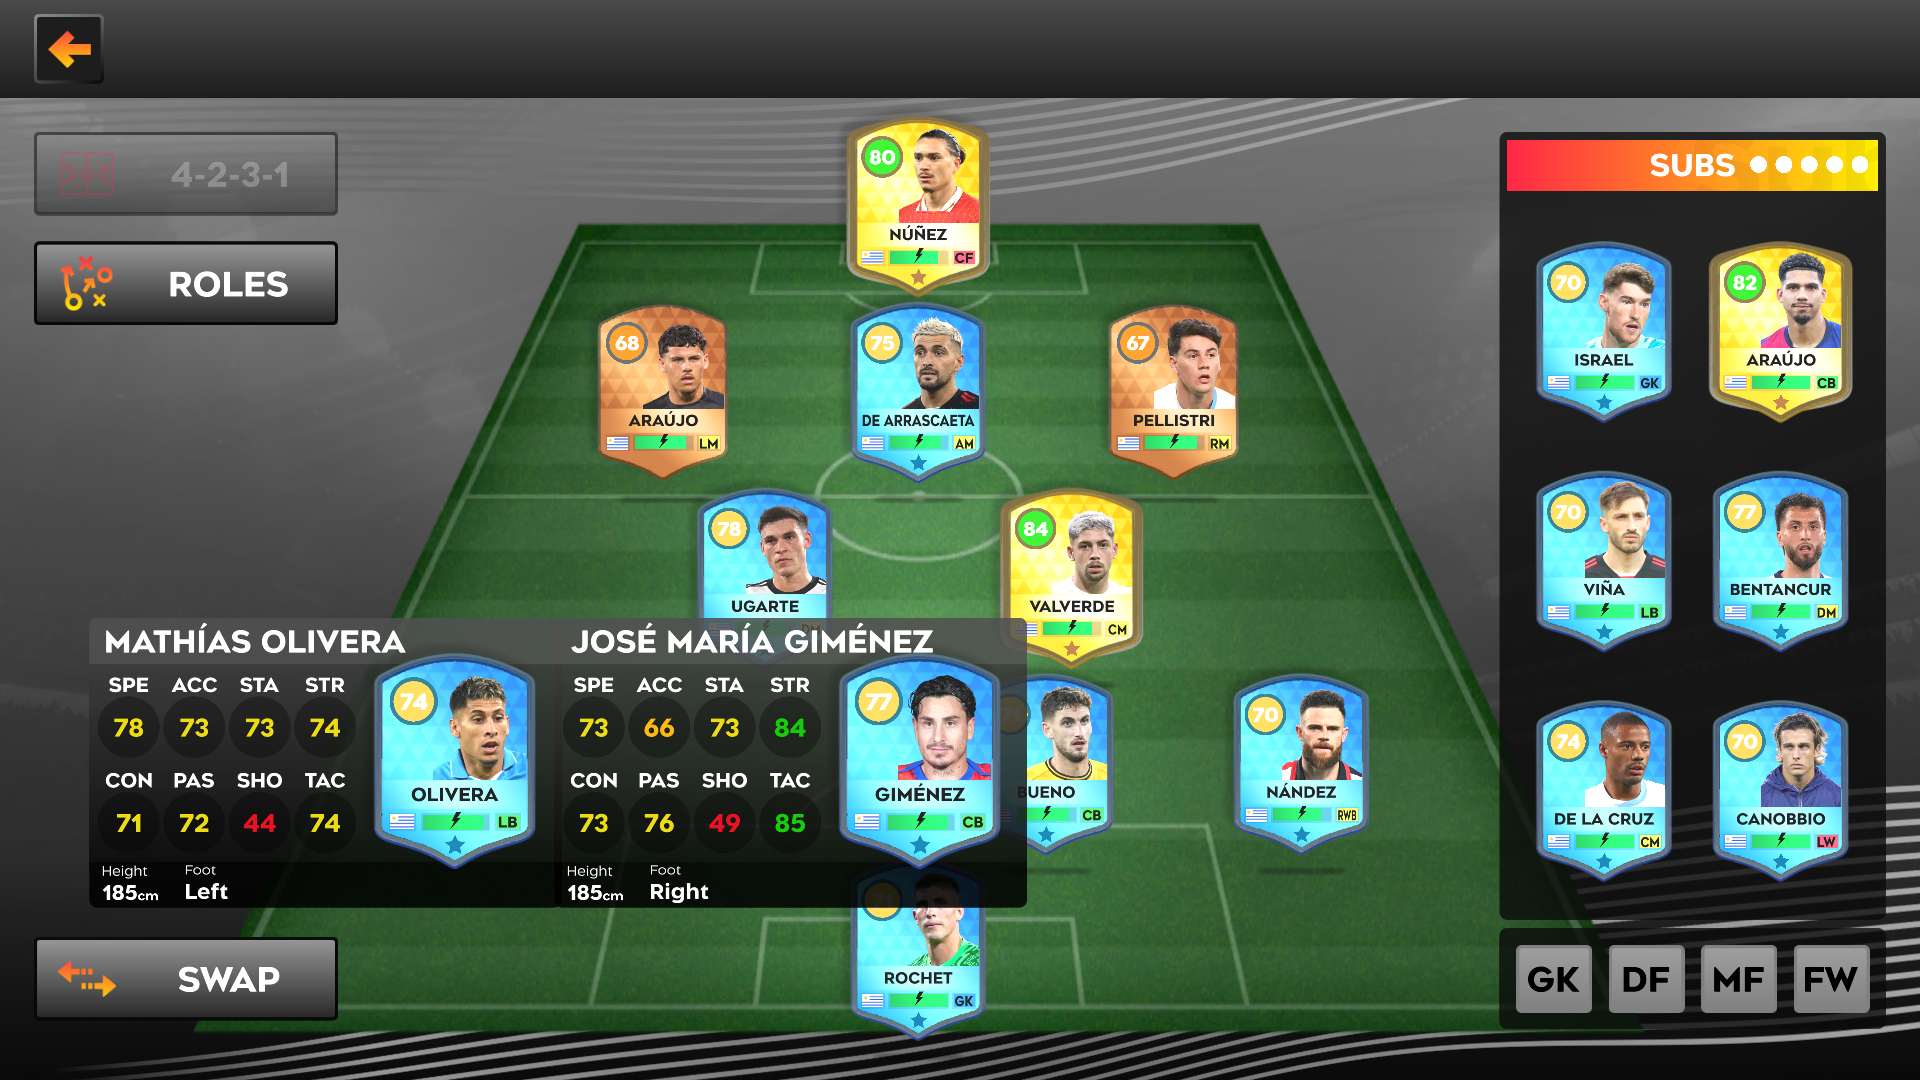 4-2-3-1
ROLES
SUBS
80
NÚÑEZ
CF
68
ARAÚJO
LM
75
DE ARRASCAETA
AM
67
PELLISTRI
RM
78
UGARTE
84
VALVERDE
CM
MATHÍAS OLIVERA
SPE ACC STA STR
78 73 73 74
CON PAS SHO TAC
71 72 44 74
Height Foot
185cm Left
74
OLIVERA
LB
JOSÉ MARÍA GIMÉNEZ
SPE ACC STA STR
73 66 73 84
CON PAS SHO TAC
73 76 49 85
Height Foot
185cm Right
77
GIMÉNEZ
CB
BUENO
CB
70
NÁNDEZ
RWB
ROCHET
GK
SWAP
70
ISRAEL
GK
82
ARAÚJO
CB
70
VIÑA
LB
77
BENTANCUR
DM
74
DE LA CRUZ
CM
70
CANOBBIO
LW
GK DF MF FW